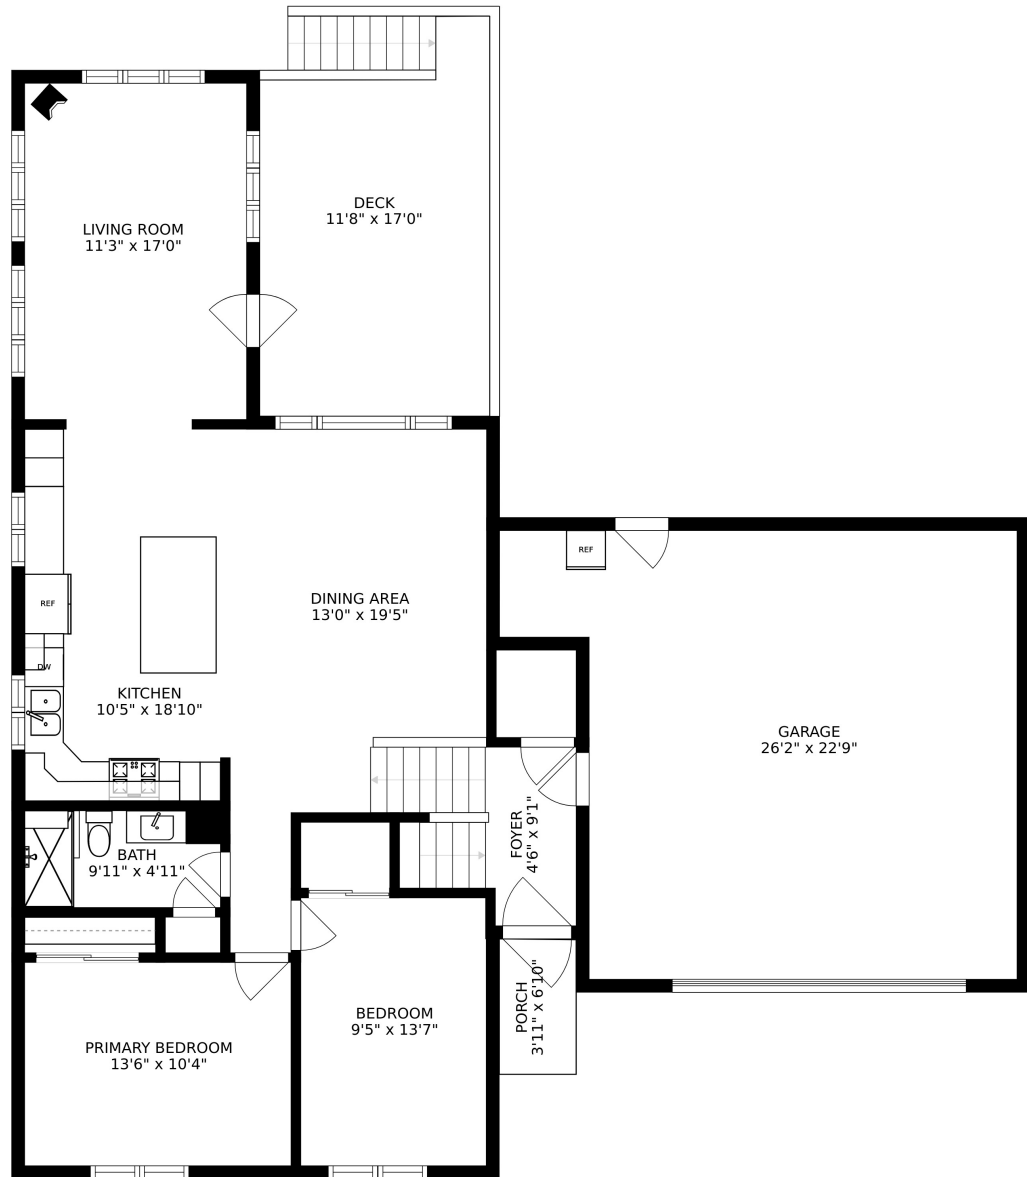 DECK
11'8" x 17'0"
LIVING ROOM
11'3" x 17'0"
REF
REF
DINING AREA
13'0" x 19'5"
DW
KITCHEN
10'5" x 18'10"
GARAGE
26'2" x 22'9"
FOYER
4'6" x 9'1"
BATH
9'11" x 4'11"
PORCH
3'11" x 6'10"
BEDROOM
9'5" x 13'7"
PRIMARY BEDROOM
13'6" x 10'4"